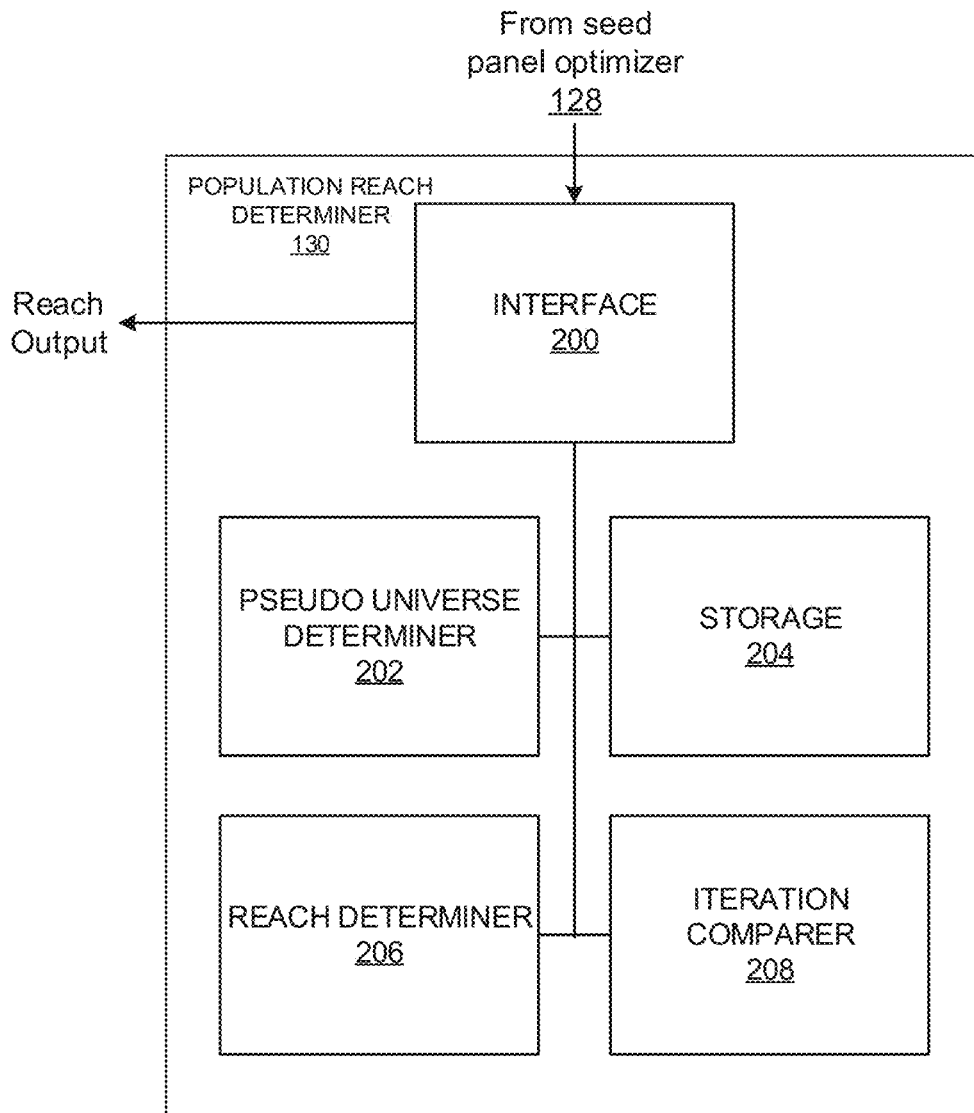 From seed
panel optimizer
128
POPULATION REACH
DETERMINER
130
INTERFACE
200
Reach
Output
PSEUDO UNIVERSE
DETERMINER
202
STORAGE
204
REACH DETERMINER
206
ITERATION
COMPARER
208